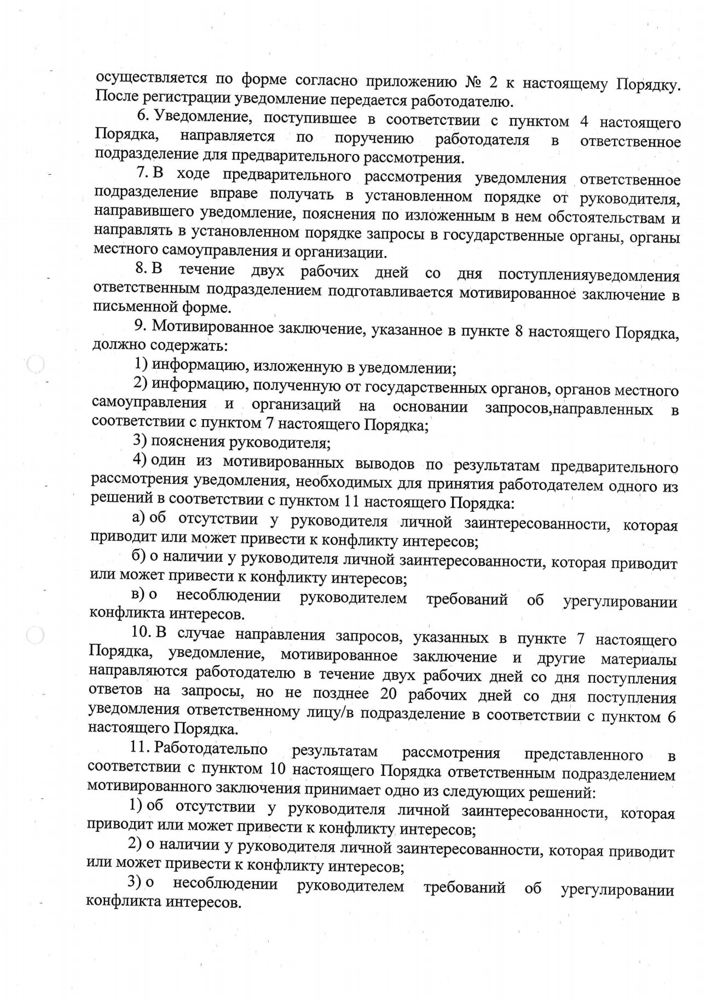 осуществляется по форме согласно приложению № 2 к настоящему Порядку.
После регистрации уведомление передается работодателю.
6. Уведомление, поступившее в соответствии с пунктом 4 настоящего
Порядка, направляется по поручению работодателя в ответственное
подразделение для предварительного рассмотрения.
7. В ходе предварительного рассмотрения уведомления ответственное
подразделение вправе получать в установленном порядке от руководителя,
направившего уведомление, пояснения по изложенным в нем обстоятельствам и
направлять в установленном порядке запросы в государственные органы, органы
местного самоуправления и организации.
8. В течение двух рабочих дней со дня поступленияуведомления
ответственным подразделением подготавливается мотивированное заключение в
письменной форме.
9. Мотивированное заключение, указанное в пункте 8 настоящего Порядка,
должно содержать:
1) информацию, изложенную в уведомлении;
2) информацию, полученную от государственных органов, органов местного
самоуправления и организаций на основании запросов,направленных в
соответствии с пунктом 7 настоящего Порядка;
3) пояснения руководителя;
4) один из мотивированных выводов по результатам предварительного
рассмотрения уведомления, необходимых для принятия работодателем одного из
решений в соответствии с пунктом 11 настоящего Порядка:
а) об отсутствии у руководителя личной заинтересованности, которая
приводит или может привести к конфликту интересов;
б) о наличии у руководителя личной заинтересованности, которая приводит
или может привести к конфликту интересов;
в) о несоблюдении руководителем требований об урегулировании
конфликта интересов.
10. В случае направления запросов, указанных в пункте 7 настоящего
Порядка, уведомление, мотивированное заключение и другие материалы
направляются работодателю в течение двух рабочих дней со дня поступления
ответов на запросы, но не позднее 20 рабочих дней со дня поступления
уведомления ответственному лицу/в подразделение в соответствии с пунктом 6
настоящего Порядка.
11. Работодательпо результатам рассмотрения представленного в
соответствии с пунктом 10 настоящего Порядка ответственным подразделением
мотивированного заключения принимает одно из следующих решений:
1) об отсутствии у руководителя личной заинтересованности, которая
приводит или может привести к конфликту интересов;
2) о наличии у руководителя личной заинтересованности, которая приводит
или может привести к конфликту интересов;
3) о несоблюдении руководителем требований об урегулировании
конфликта интересов.